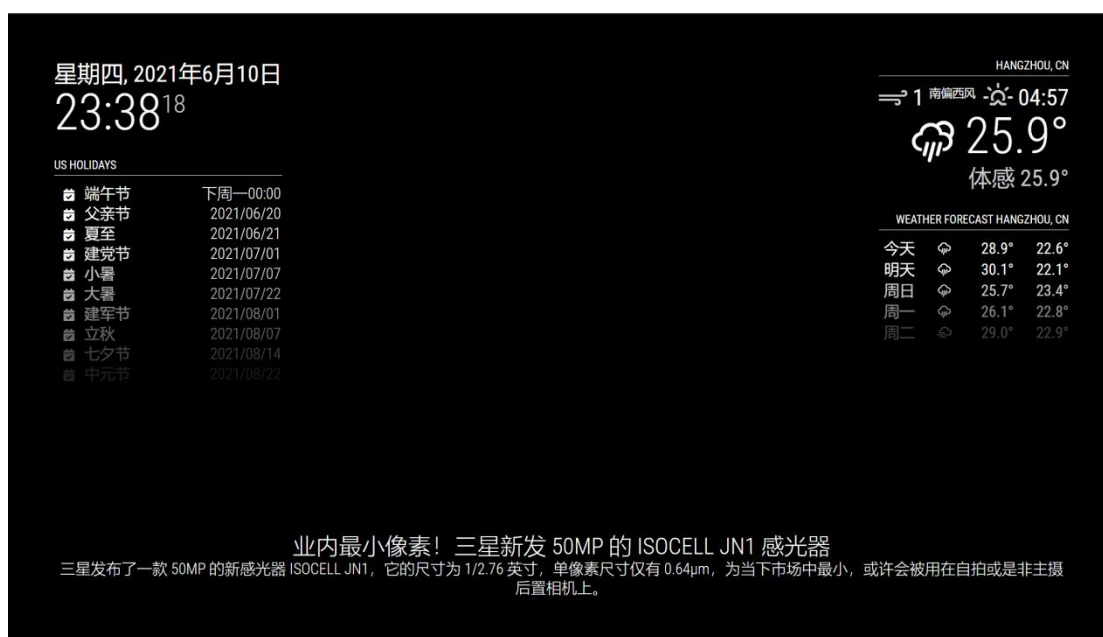 星期四, 2021年6月10日
23:38 18
US HOLIDAYS
端午节 下周一00:00
父亲节 2021/06/20
夏至 2021/06/21
建党节 2021/07/01
小暑 2021/07/07
大暑 2021/07/22
建军节 2021/08/01
立秋 2021/08/07
七夕节 2021/08/14
中元节 2021/08/22
HANGZHOU, CN
1 南偏西风 04:57
25.9°
体感 25.9°
WEATHER FORECAST HANGZHOU, CN
今天 28.9° 22.6°
明天 30.1° 22.1°
周日 25.7° 23.4°
周一 26.1° 22.8°
周二 29.0° 22.9°
业内最小像素！三星新发 50MP 的 ISOCELL JN1 感光器
三星发布了一款 50MP 的新感光器 ISOCELL JN1，它的尺寸为 1/2.76 英寸，单像素尺寸仅有 0.64μm，为当下市场中最小，或许会被用在自拍或是非主摄
后置相机上。